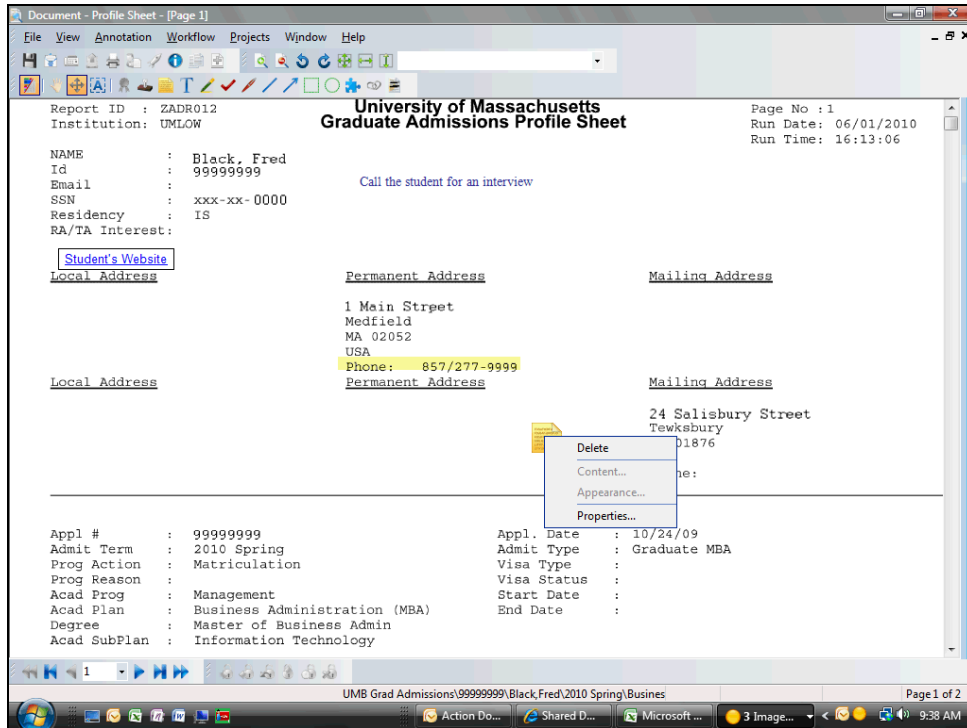 Document - Profile Sheet - [Page 1]
File View Annotation Workflow Projects Window Help
Report ID : ZADR012
University of Massachusetts
Page No :1
Institution: UMLOW
Graduate Admissions Profile Sheet
Run Date: 06/01/2010
Run Time: 16:13:06
NAME : Black, Fred
Id : 99999999
Email :
Call the student for an interview
SSN : xxx-xx-0000
Residency : IS
RA/TA Interest:
Student's Website
Local Address Permanent Address Mailing Address
1 Main Street
Medfield
MA 02052
USA
Phone: 857/277-9999
Local Address Permanent Address Mailing Address
24 Salisbury Street
Tewksbury
01876
Delete
Content...
Appearance...
Properties...
Appl # : 99999999 Appl. Date : 10/24/09
Admit Term : 2010 Spring Admit Type : Graduate MBA
Prog Action : Matriculation Visa Type :
Prog Reason : Visa Status :
Acad Prog : Management Start Date :
Acad Plan : Business Administration (MBA) End Date :
Degree : Master of Business Admin
Acad SubPlan : Information Technology
1
UMB Grad Admissions\99999999\Black,Fred\2010 Spring\Busines Page 1 of 2
Action Do... Shared D... Microsoft ... 3 Image... 9:38 AM